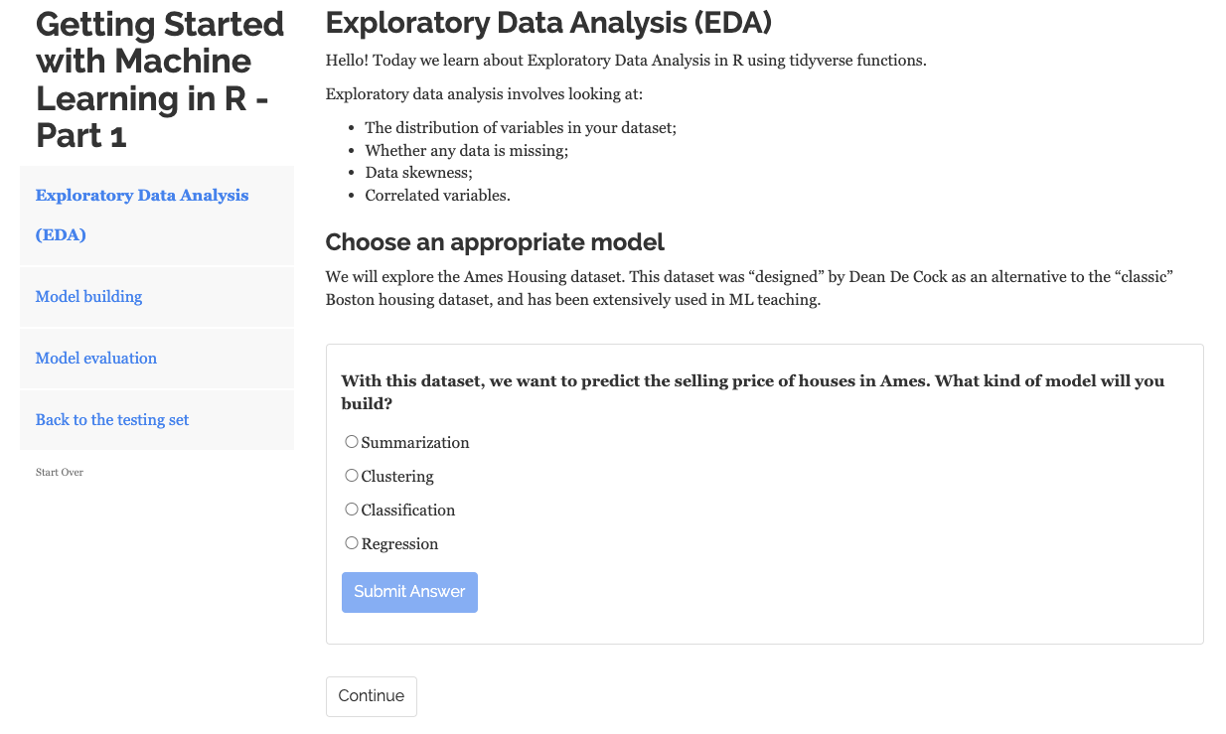 Getting Started
with Machine
Learning in R -
Part 1
Exploratory Data Analysis
(EDA)
Model building
Model evaluation
Back to the testing set
Start Over
Exploratory Data Analysis (EDA)
Hello! Today we learn about Exploratory Data Analysis in R using tidyverse functions.
Exploratory data analysis involves looking at:
• The distribution of variables in your dataset;
• Whether any data is missing;
• Data skewness;
• Correlated variables.
Choose an appropriate model
We will explore the Ames Housing dataset. This dataset was “designed” by Dean De Cock as an alternative to the “classic”
Boston housing dataset, and has been extensively used in ML teaching.
With this dataset, we want to predict the selling price of houses in Ames. What kind of model will you
build?
Summarization
Clustering
Classification
Regression
Submit Answer
Continue